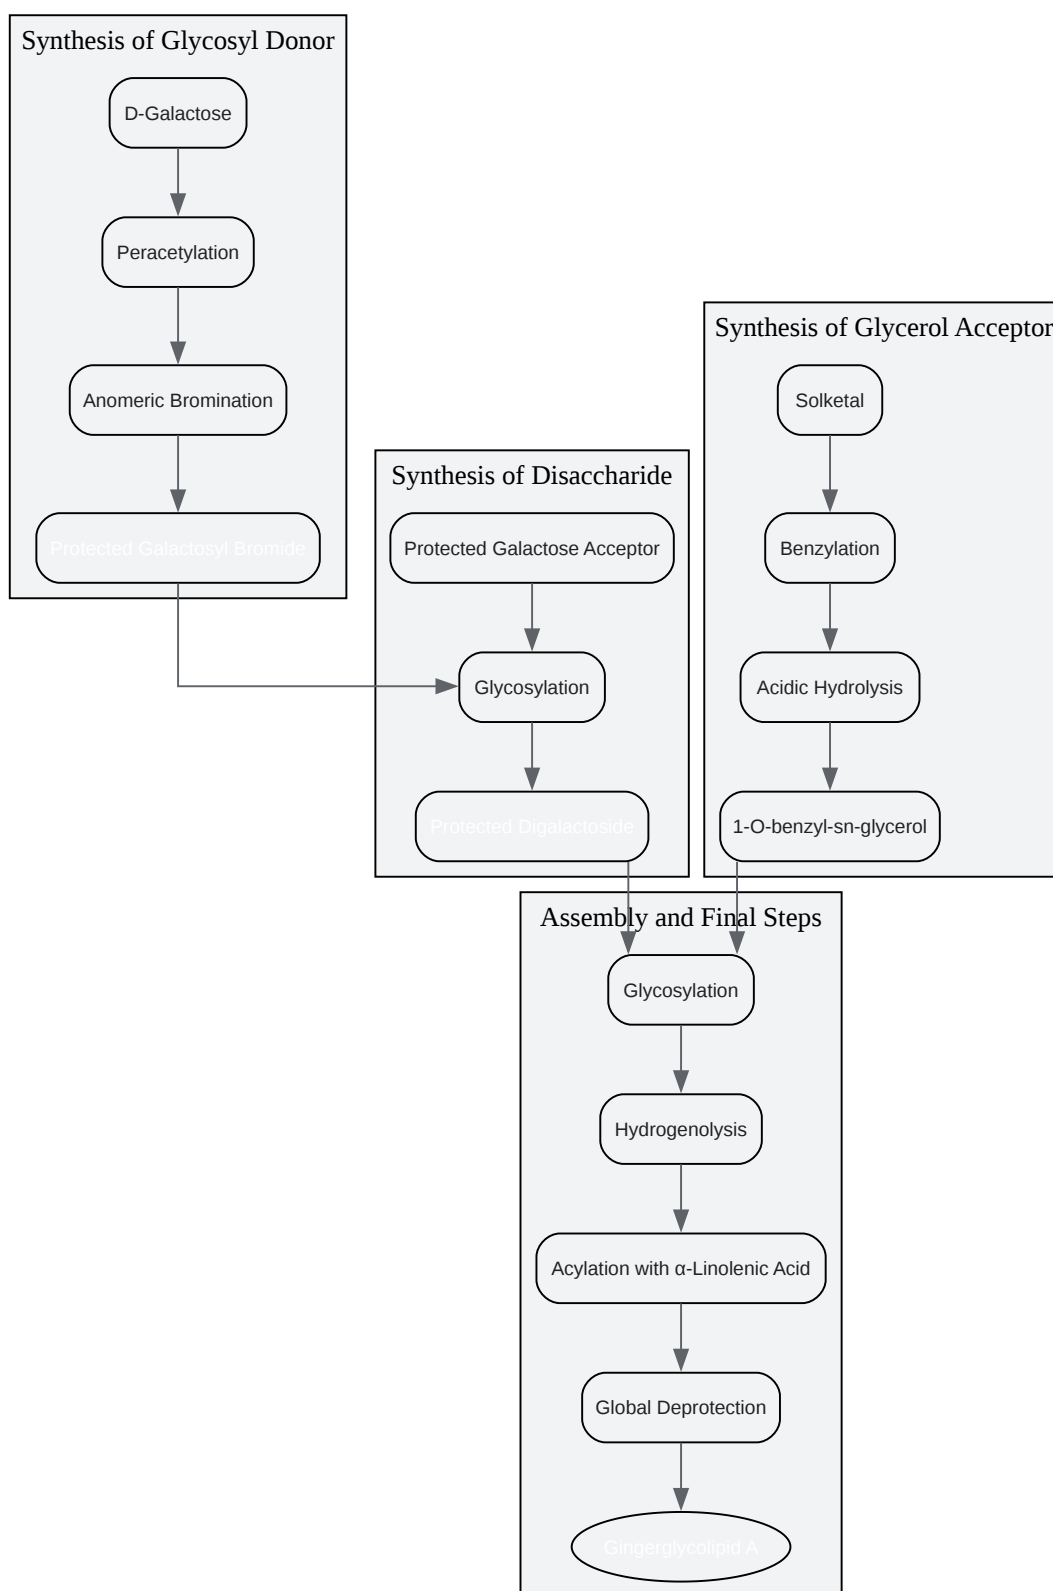 Synthesis of Glycosyl Donor
D-Galactose
Peracetylation
Anomeric Bromination
Protected Galactosyl Bromide
Synthesis of Disaccharide
Protected Galactose Acceptor
Glycosylation
Protected Digalactoside
Synthesis of Glycerol Acceptor
Solketal
Benzylation
Acidic Hydrolysis
1-O-benzyl-sn-glycerol
Assembly and Final Steps
Glycosylation
Hydrogenolysis
Acylation with α-Linolenic Acid
Global Deprotection
Gingerglycolipid A